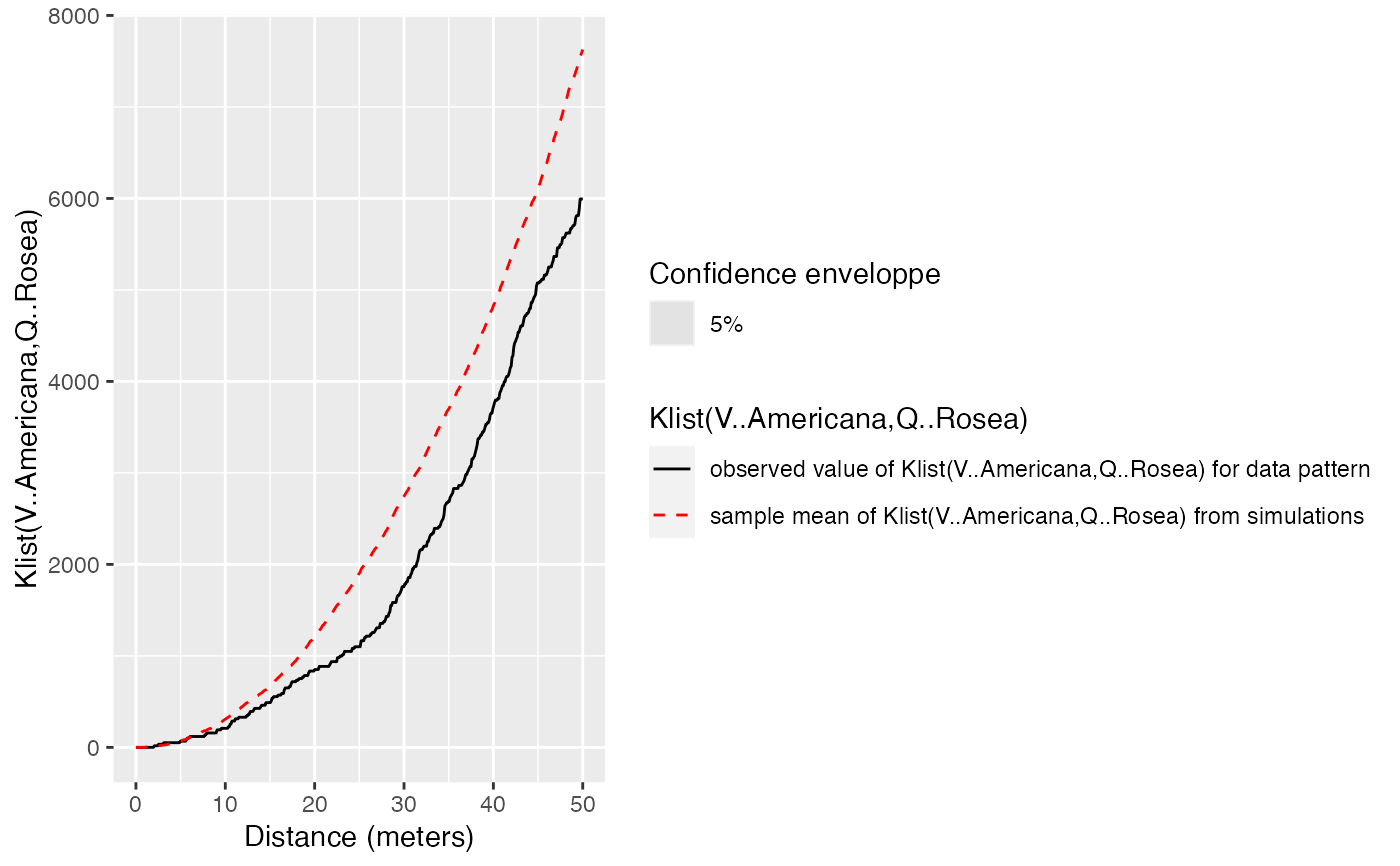 8000
6000
4000
2000
0
Klist(V..Americana,Q..Rosea)
0 10 20 30 40 50
Distance (meters)
Confidence enveloppe
5%
Klist(V..Americana,Q..Rosea)
observed value of Klist(V..Americana,Q..Rosea) for data pattern
sample mean of Klist(V..Americana,Q..Rosea) from simulations